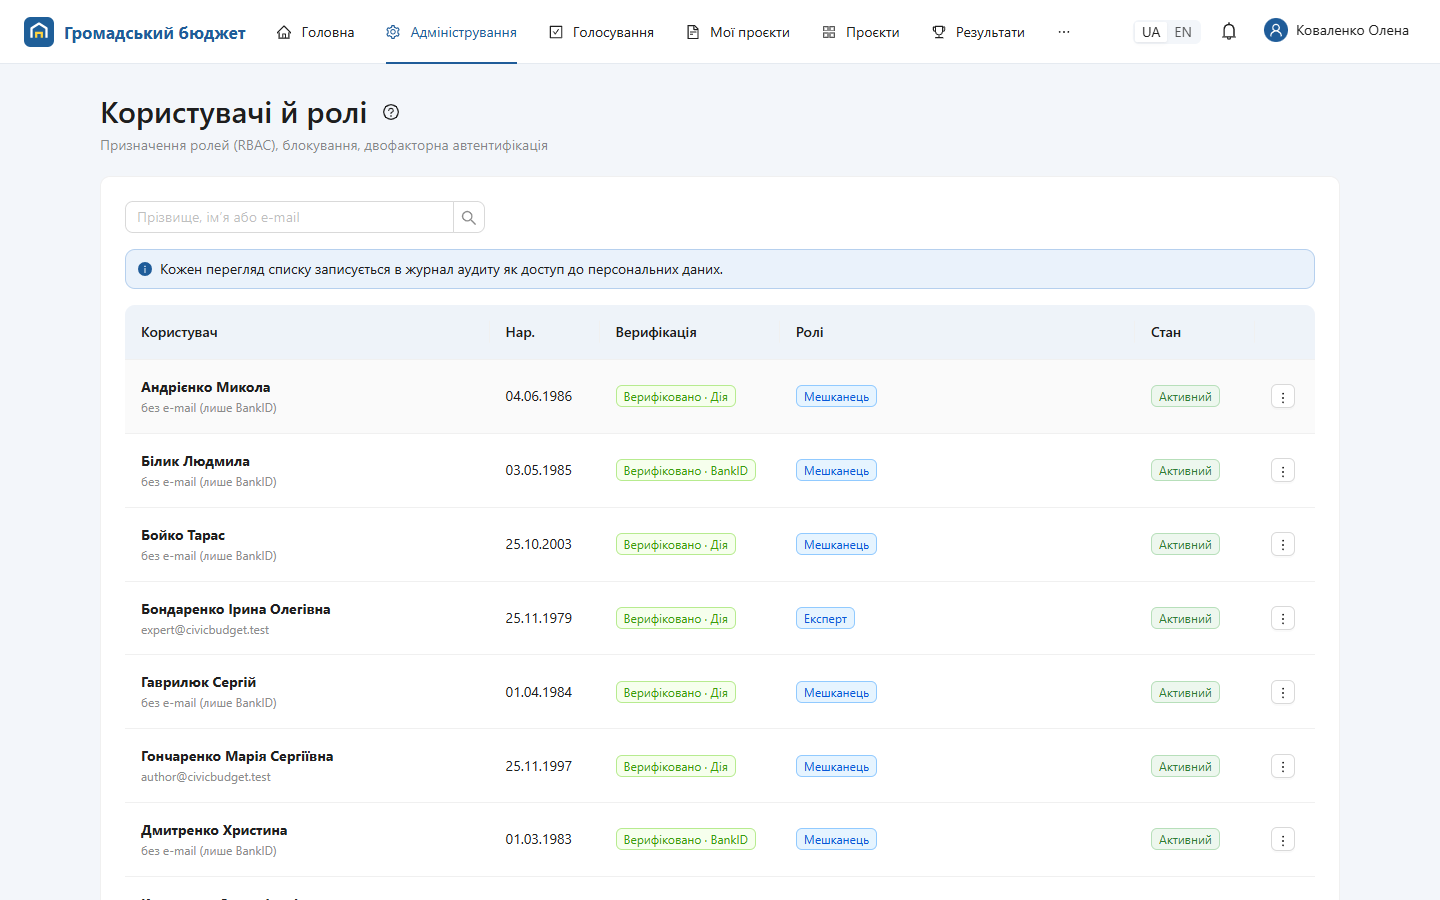 Громадський бюджет
Головна
Адміністрування
Голосування
Мої проєкти
Проєкти
Результати
···
UA EN
Коваленко Олена
Користувачі й ролі
Призначення ролей (RBAC), блокування, двофакторна автентифікація
Прізвище, ім'я або e-mail
Кожен перегляд списку записується в журнал аудиту як доступ до персональних даних.
Користувач Нар. Верифікація Ролі Стан
Андрієнко Микола
без e-mail (лише BankID)
04.06.1986 Верифіковано · Дія Мешканець Активний
Білик Людмила
без e-mail (лише BankID)
03.05.1985 Верифіковано · BankID Мешканець Активний
Бойко Тарас
без e-mail (лише BankID)
25.10.2003 Верифіковано · Дія Мешканець Активний
Бондаренко Ірина Олегівна
expert@civicbudget.test
25.11.1979 Верифіковано · Дія Експерт Активний
Гаврилюк Сергій
без e-mail (лише BankID)
01.04.1984 Верифіковано · Дія Мешканець Активний
Гончаренко Марія Сергіївна
author@civicbudget.test
25.11.1997 Верифіковано · Дія Мешканець Активний
Дмитренко Христина
без e-mail (лише BankID)
01.03.1983 Верифіковано · BankID Мешканець Активний